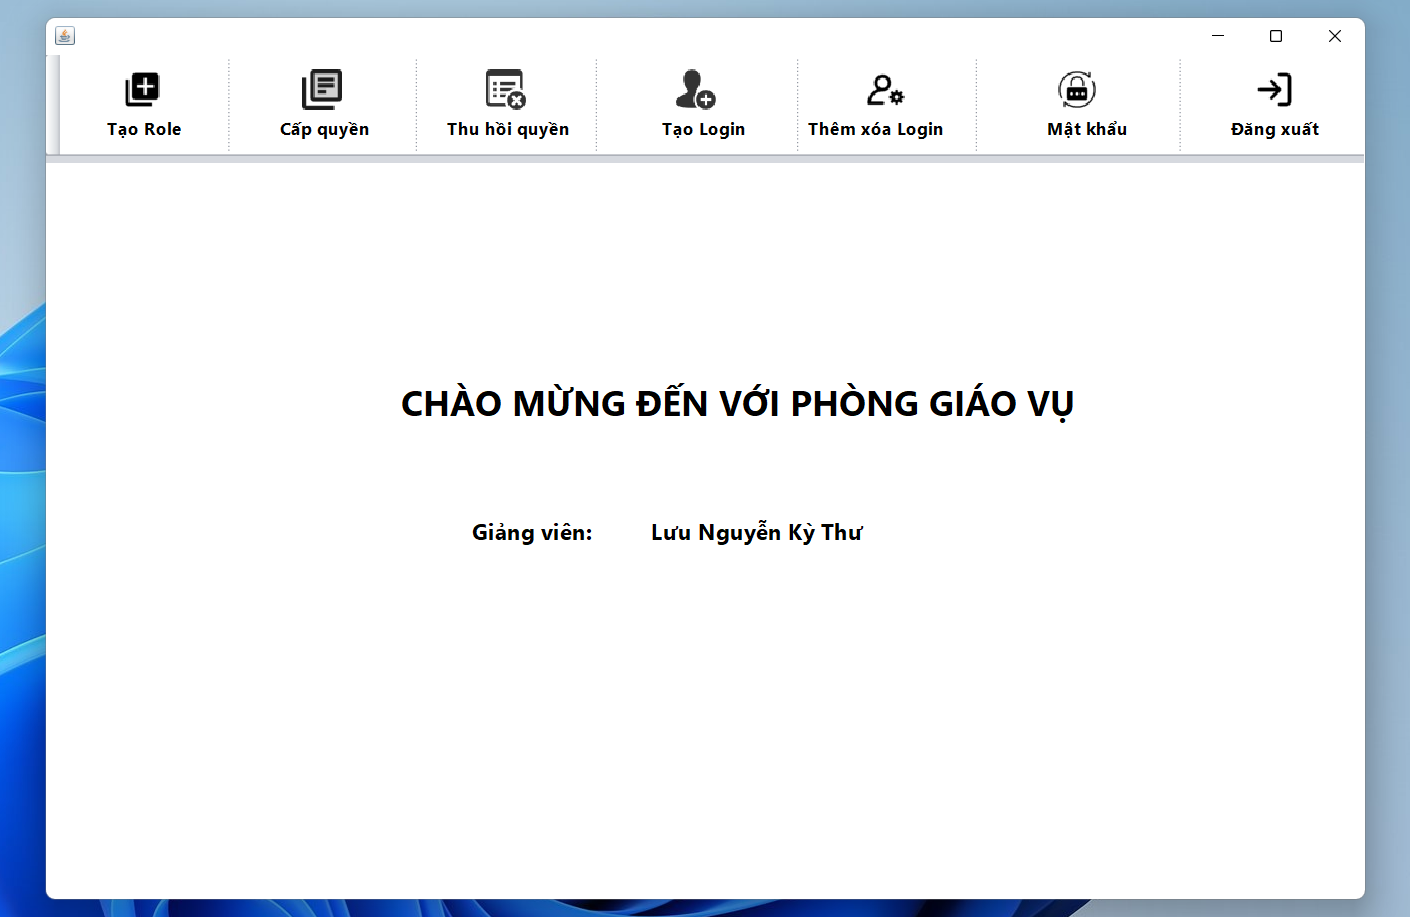 Tạo Role
Cấp quyền
Thu hồi quyền
Tạo Login
Thêm xóa Login
Mật khẩu
Đăng xuất
CHÀO MỪNG ĐẾN VỚI PHÒNG GIÁO VỤ
Giảng viên: Lưu Nguyễn Kỳ Thư